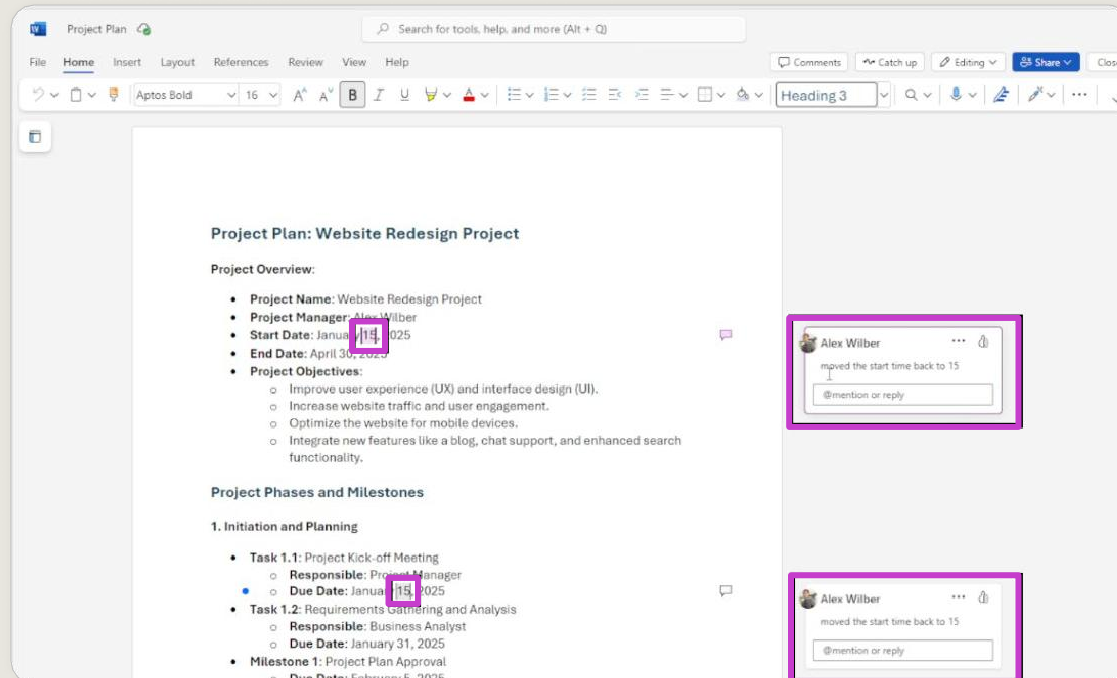 Project Plan
Search for tools, help, and more (Alt + Q)
File Home Insert Layout References Review View Help
Comments Catch up Editing Share Clos
Aptos Bold 16 A A B I U A Heading 3
Project Plan: Website Redesign Project
Project Overview:
Project Name: Website Redesign Project
Project Manager: Alex Wilber
Start Date: January 15, 2025
End Date: April 30, 2025
Project Objectives:
Improve user experience (UX) and interface design (UI).
Increase website traffic and user engagement.
Optimize the website for mobile devices.
Integrate new features like a blog, chat support, and enhanced search
functionality.
Alex Wilber
moved the start time back to 15
@mention or reply
Project Phases and Milestones
1. Initiation and Planning
Task 1.1: Project Kick-off Meeting
Responsible: Project Manager
Due Date: January 15, 2025
Task 1.2: Requirements Gathering and Analysis
Responsible: Business Analyst
Due Date: January 31, 2025
Milestone 1: Project Plan Approval
Due Date: February 5, 2025
Alex Wilber
moved the start time back to 15
@mention or reply